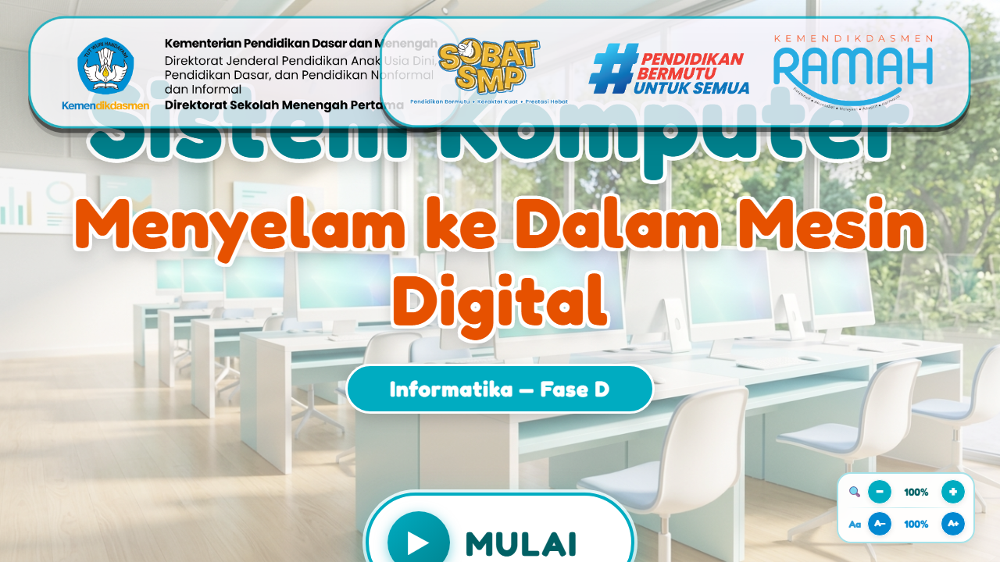 Kementerian Pendidikan Dasar dan Menengah
Direktorat Jenderal Pendidikan Anak Usia Dini,
Pendidikan Dasar, dan Pendidikan Nonformal
dan Informal
Direktorat Sekolah Menengah Pertama
TUT WURI HANDAYANI
Kemendikdasmen
SOBAT
SMP
Pendidikan Bermutu • Karakter Kuat • Prestasi Hebat
#PENDIDIKAN
BERMUTU
UNTUK SEMUA
KEMENDIKDASMEN
RAMAH
Sistem Komputer
Menyelam ke Dalam Mesin
Digital
Informatika — Fase D
MULAI
− 100% +
Aa A− 100% A+